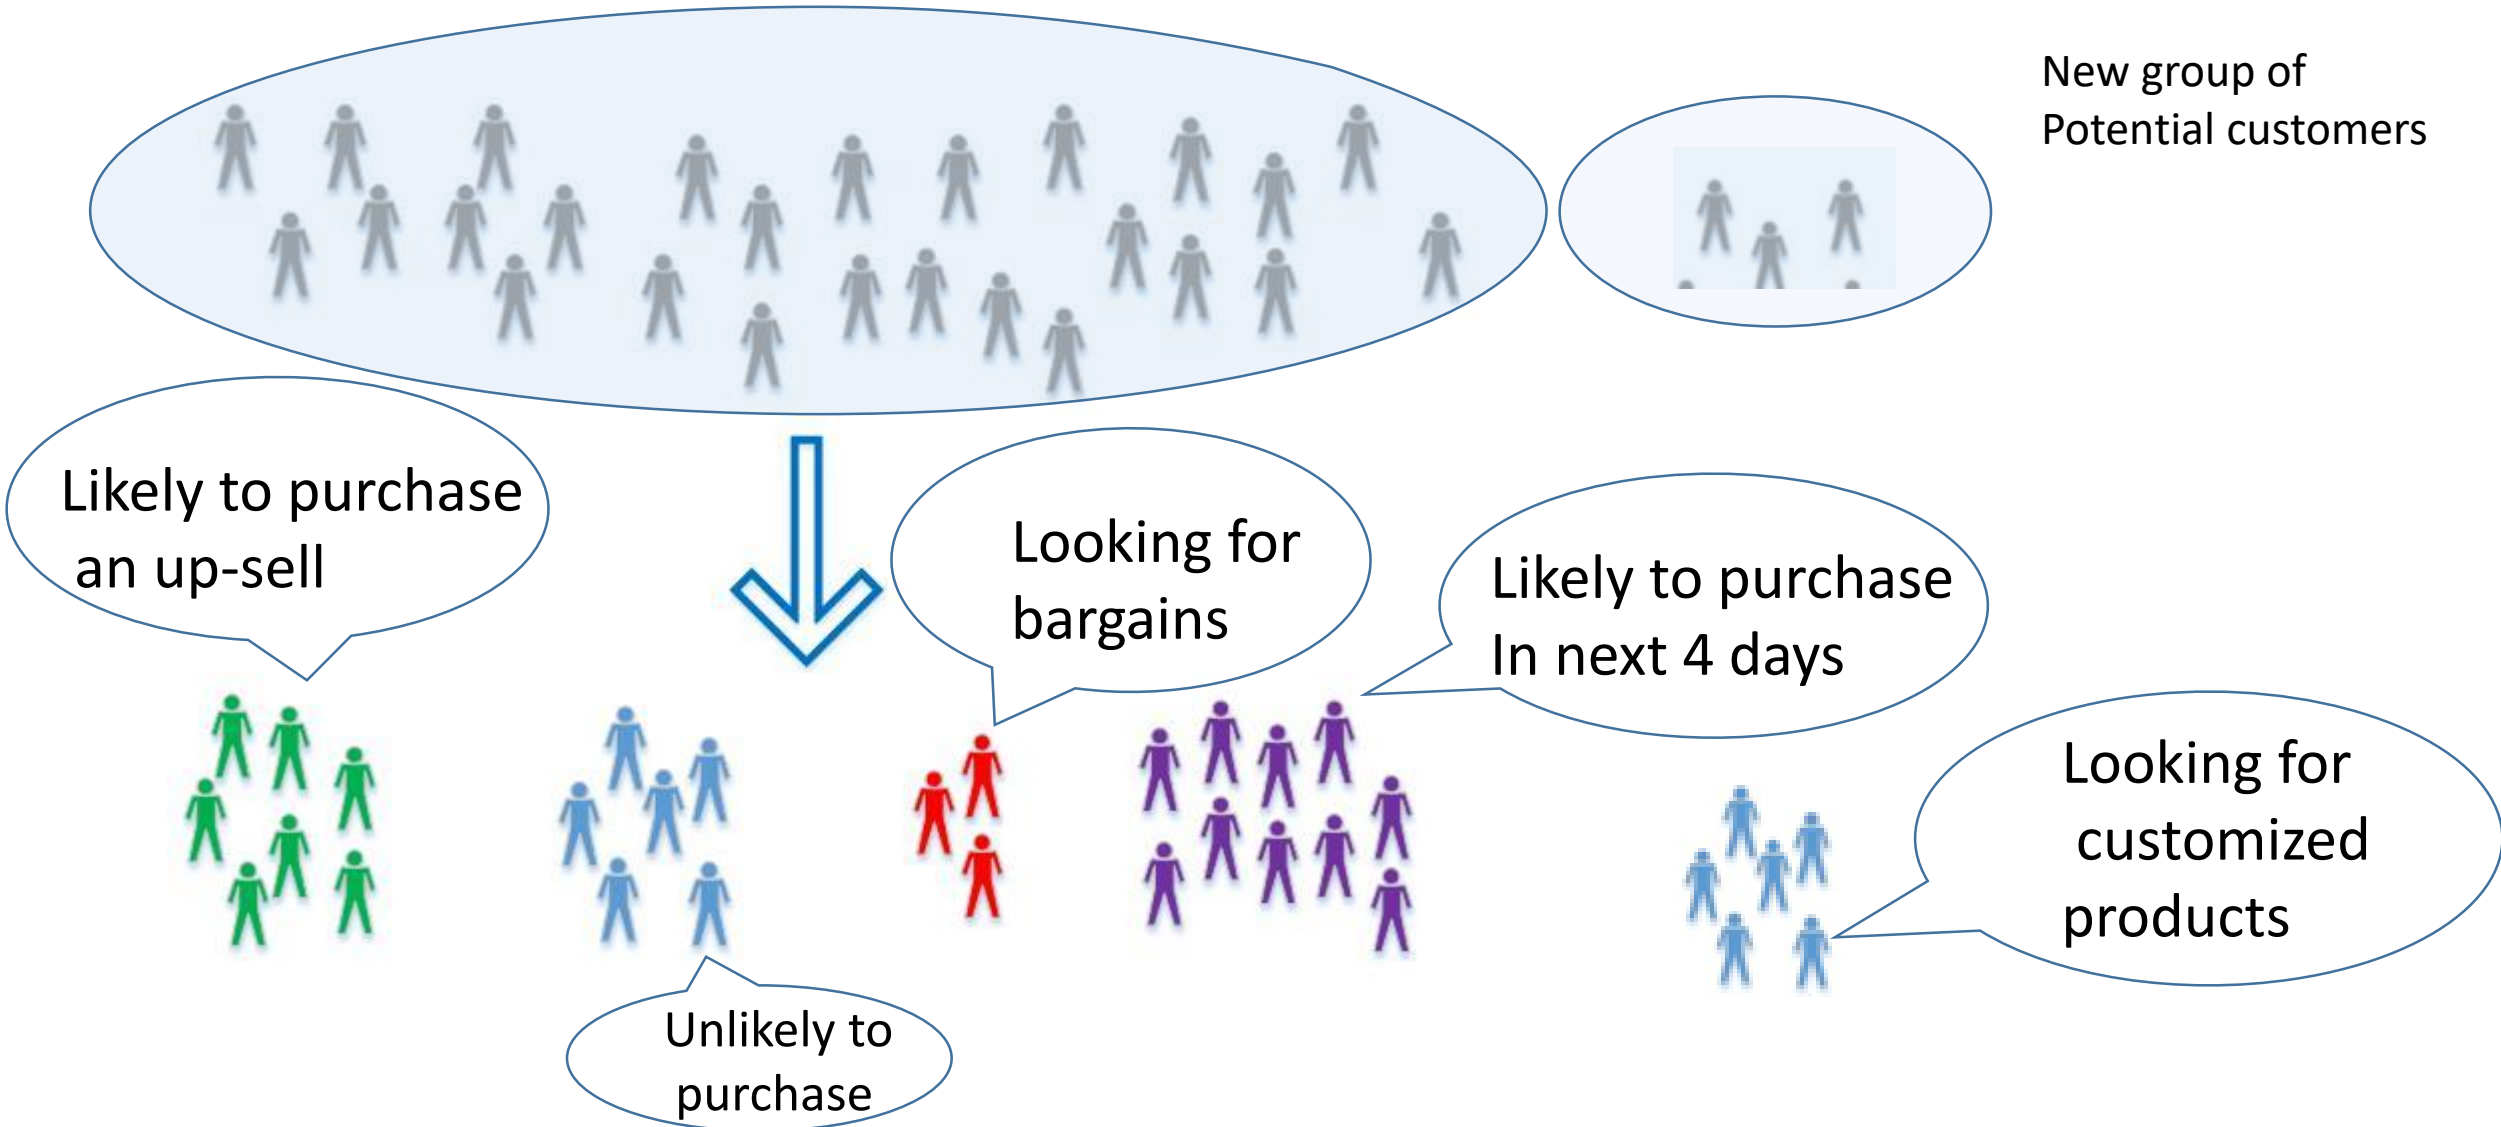 New group of
Potential customers
Likely to purchase
an up-sell
Looking for
bargains
Likely to purchase
In next 4 days
Looking for
customized
products
Unlikely to
purchase